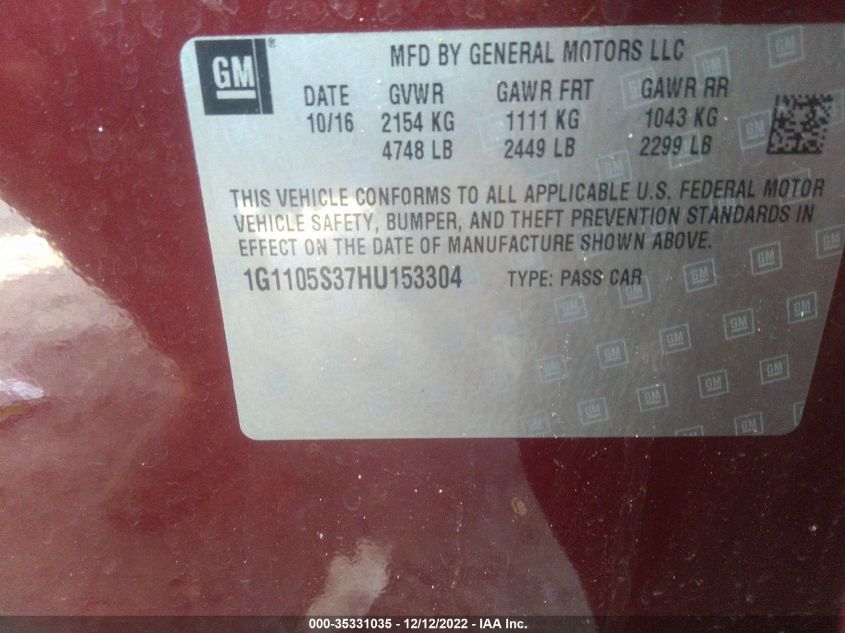 GM ®
MFD BY GENERAL MOTORS LLC
DATE GVWR GAWR FRT GAWR RR
10/16 2154 KG 1111 KG 1043 KG
4748 LB 2449 LB 2299 LB
THIS VEHICLE CONFORMS TO ALL APPLICABLE U.S. FEDERAL MOTOR
VEHICLE SAFETY, BUMPER, AND THEFT PREVENTION STANDARDS IN
EFFECT ON THE DATE OF MANUFACTURE SHOWN ABOVE.
1G1105S37HU153304 TYPE: PASS CAR
000-35331035 - 12/12/2022 - IAA Inc.